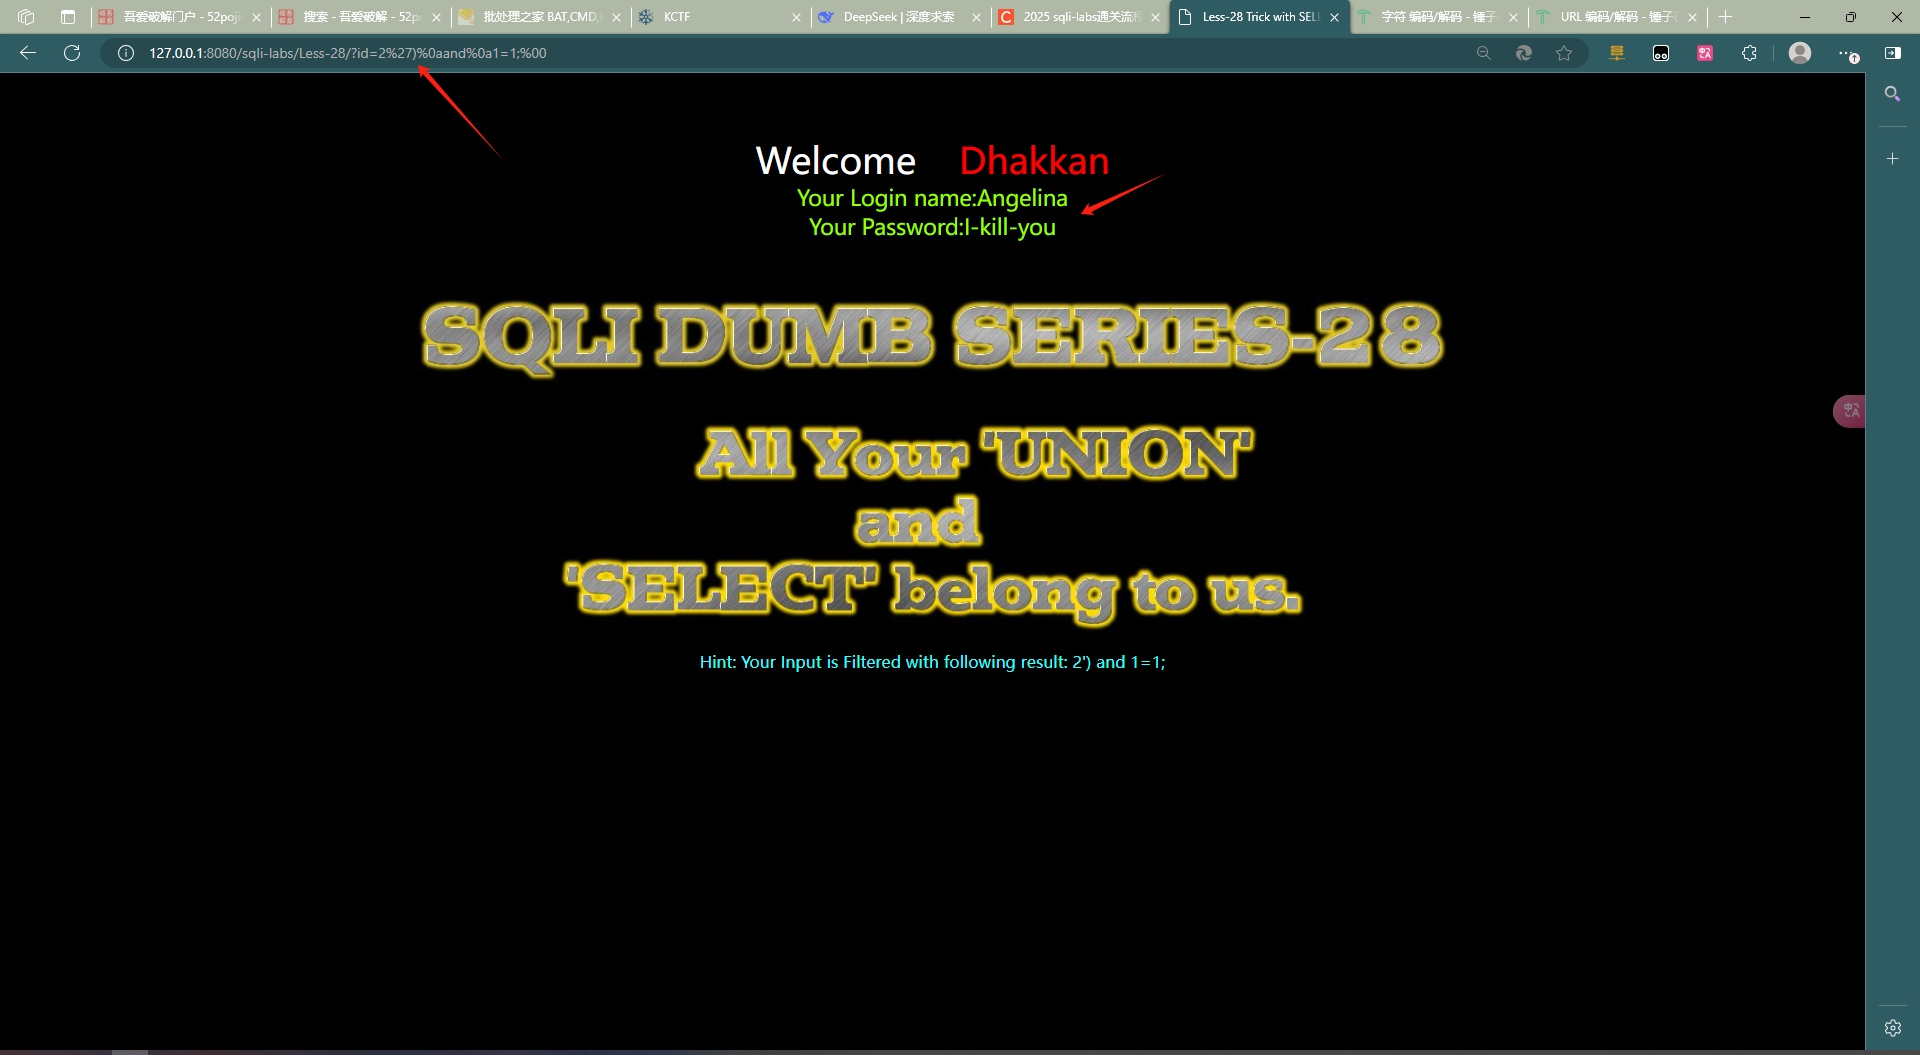 吾爱破解门户 - 52poji
搜索 - 吾爱破解 - 52p
批处理之家 BAT,CMD,
KCTF
DeepSeek | 深度求索
2025 sqli-labs通关流程
Less-28 Trick with SELE
字符 编码/解码 - 锤子
URL 编码/解码 - 锤子
127.0.0.1:8080/sqli-labs/Less-28/?id=2%27)%0aand%0a1=1;%00
Welcome Dhakkan
Your Login name:Angelina
Your Password:I-kill-you
SQLI DUMB SERIES-28
All Your 'UNION'
and
'SELECT' belong to us.
Hint: Your Input is Filtered with following result: 2') and 1=1;